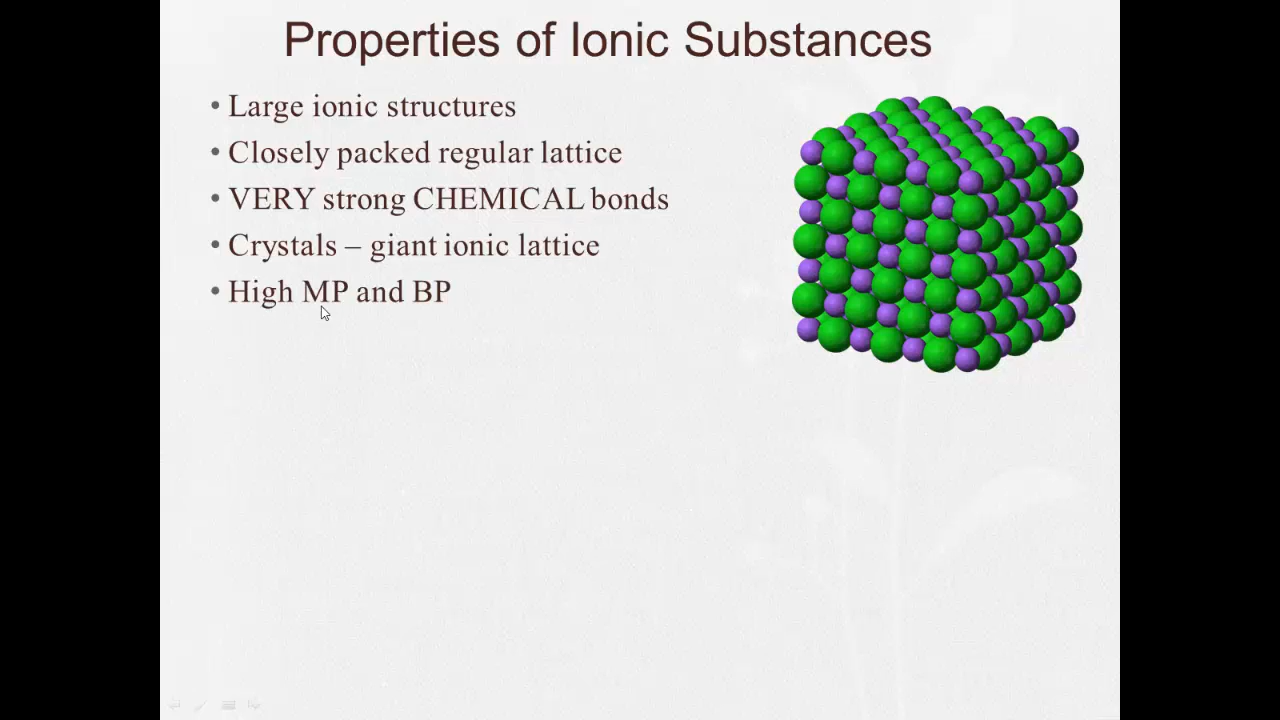 Properties of Ionic Substances
• Large ionic structures
• Closely packed regular lattice
• VERY strong CHEMICAL bonds
• Crystals – giant ionic lattice
• High MP and BP